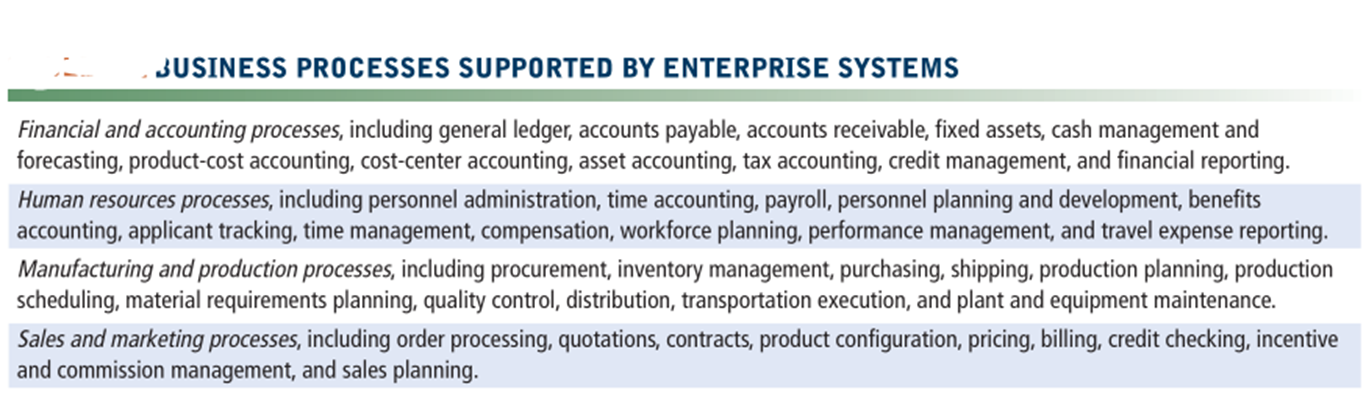 BUSINESS PROCESSES SUPPORTED BY ENTERPRISE SYSTEMS
Financial and accounting processes, including general ledger, accounts payable, accounts receivable, fixed assets, cash management and
forecasting, product-cost accounting, cost-center accounting, asset accounting, tax accounting, credit management, and financial reporting.
Human resources processes, including personnel administration, time accounting, payroll, personnel planning and development, benefits
accounting, applicant tracking, time management, compensation, workforce planning, performance management, and travel expense reporting.
Manufacturing and production processes, including procurement, inventory management, purchasing, shipping, production planning, production
scheduling, material requirements planning, quality control, distribution, transportation execution, and plant and equipment maintenance.
Sales and marketing processes, including order processing, quotations, contracts, product configuration, pricing, billing, credit checking, incentive
and commission management, and sales planning.